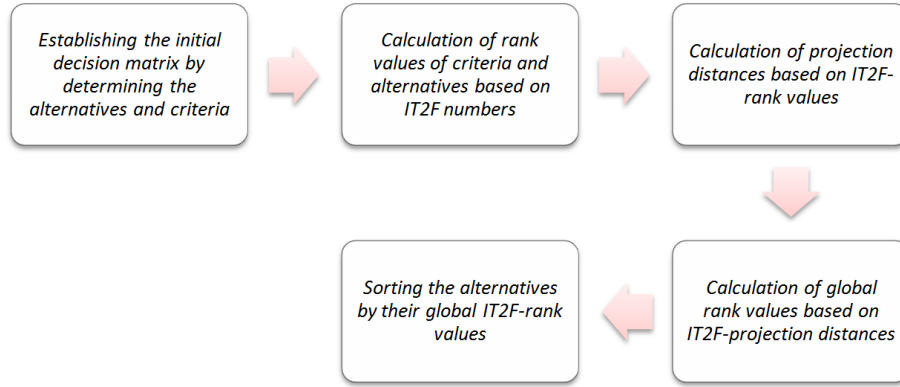 Establishing the initial
decision matrix by
determining the
alternatives and criteria
Calculation of rank
values of criteria and
alternatives based on
IT2F numbers
Calculation of projection
distances based on IT2F-
rank values
Calculation of global
rank values based on
IT2F-projection distances
Sorting the alternatives
by their global IT2F-rank
values